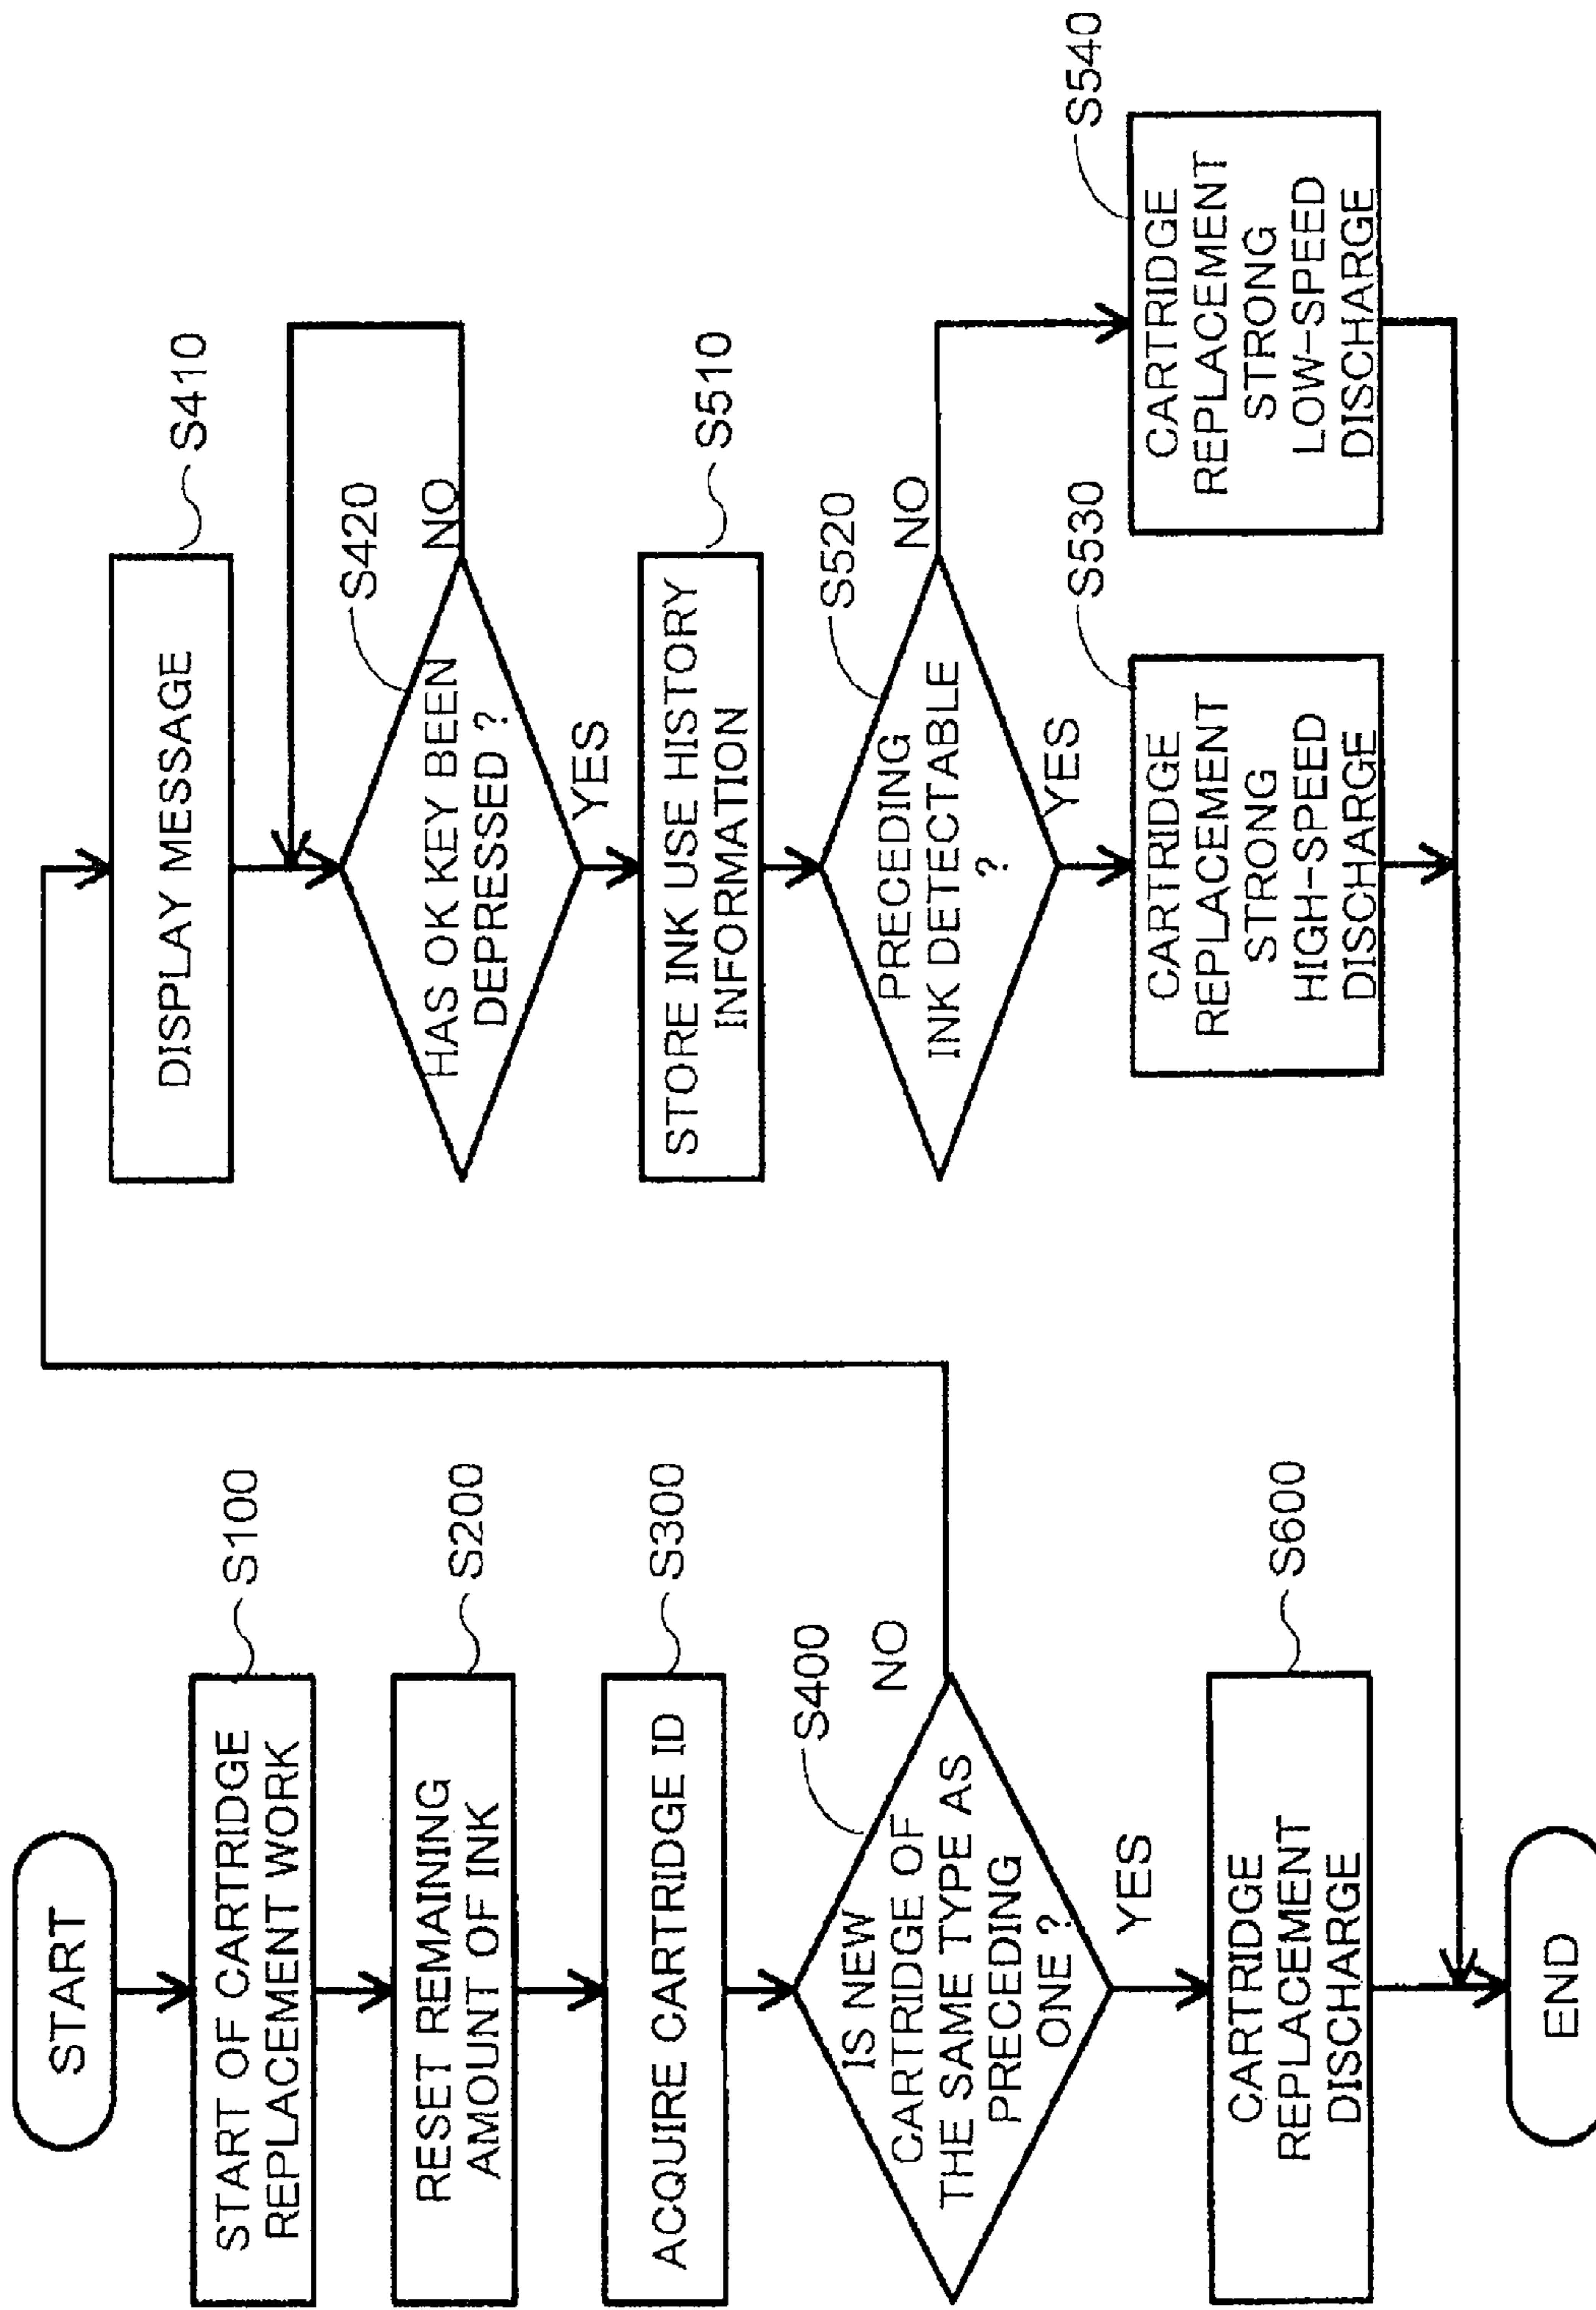 START
START OF CARTRIDGE
REPLACEMENT WORK
S100
RESET REMAINING
AMOUNT OF INK
S200
ACQUIRE CARTRIDGE ID
S300
IS NEW
CARTRIDGE OF
THE SAME TYPE AS
PRECEDING
ONE ?
S400
NO
YES
CARTRIDGE
REPLACEMENT
DISCHARGE
S600
END
DISPLAY MESSAGE
S410
HAS OK KEY BEEN
DEPRESSED ?
S420
NO
YES
STORE INK USE HISTORY
INFORMATION
S510
PRECEDING
INK DETECTABLE
?
S520
NO
YES
CARTRIDGE
REPLACEMENT
STRONG
HIGH-SPEED
DISCHARGE
S530
CARTRIDGE
REPLACEMENT
STRONG
LOW-SPEED
DISCHARGE
S540